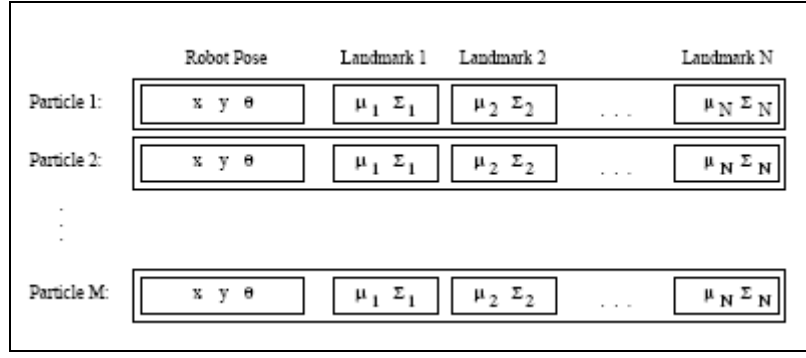 Robot Pose Landmark 1 Landmark 2 Landmark N
Particle 1: x y θ μ1 Σ1 μ2 Σ2 . . . μN ΣN
Particle 2: x y θ μ1 Σ1 μ2 Σ2 . . . μN ΣN
.
.
.
Particle M: x y θ μ1 Σ1 μ2 Σ2 . . . μN ΣN